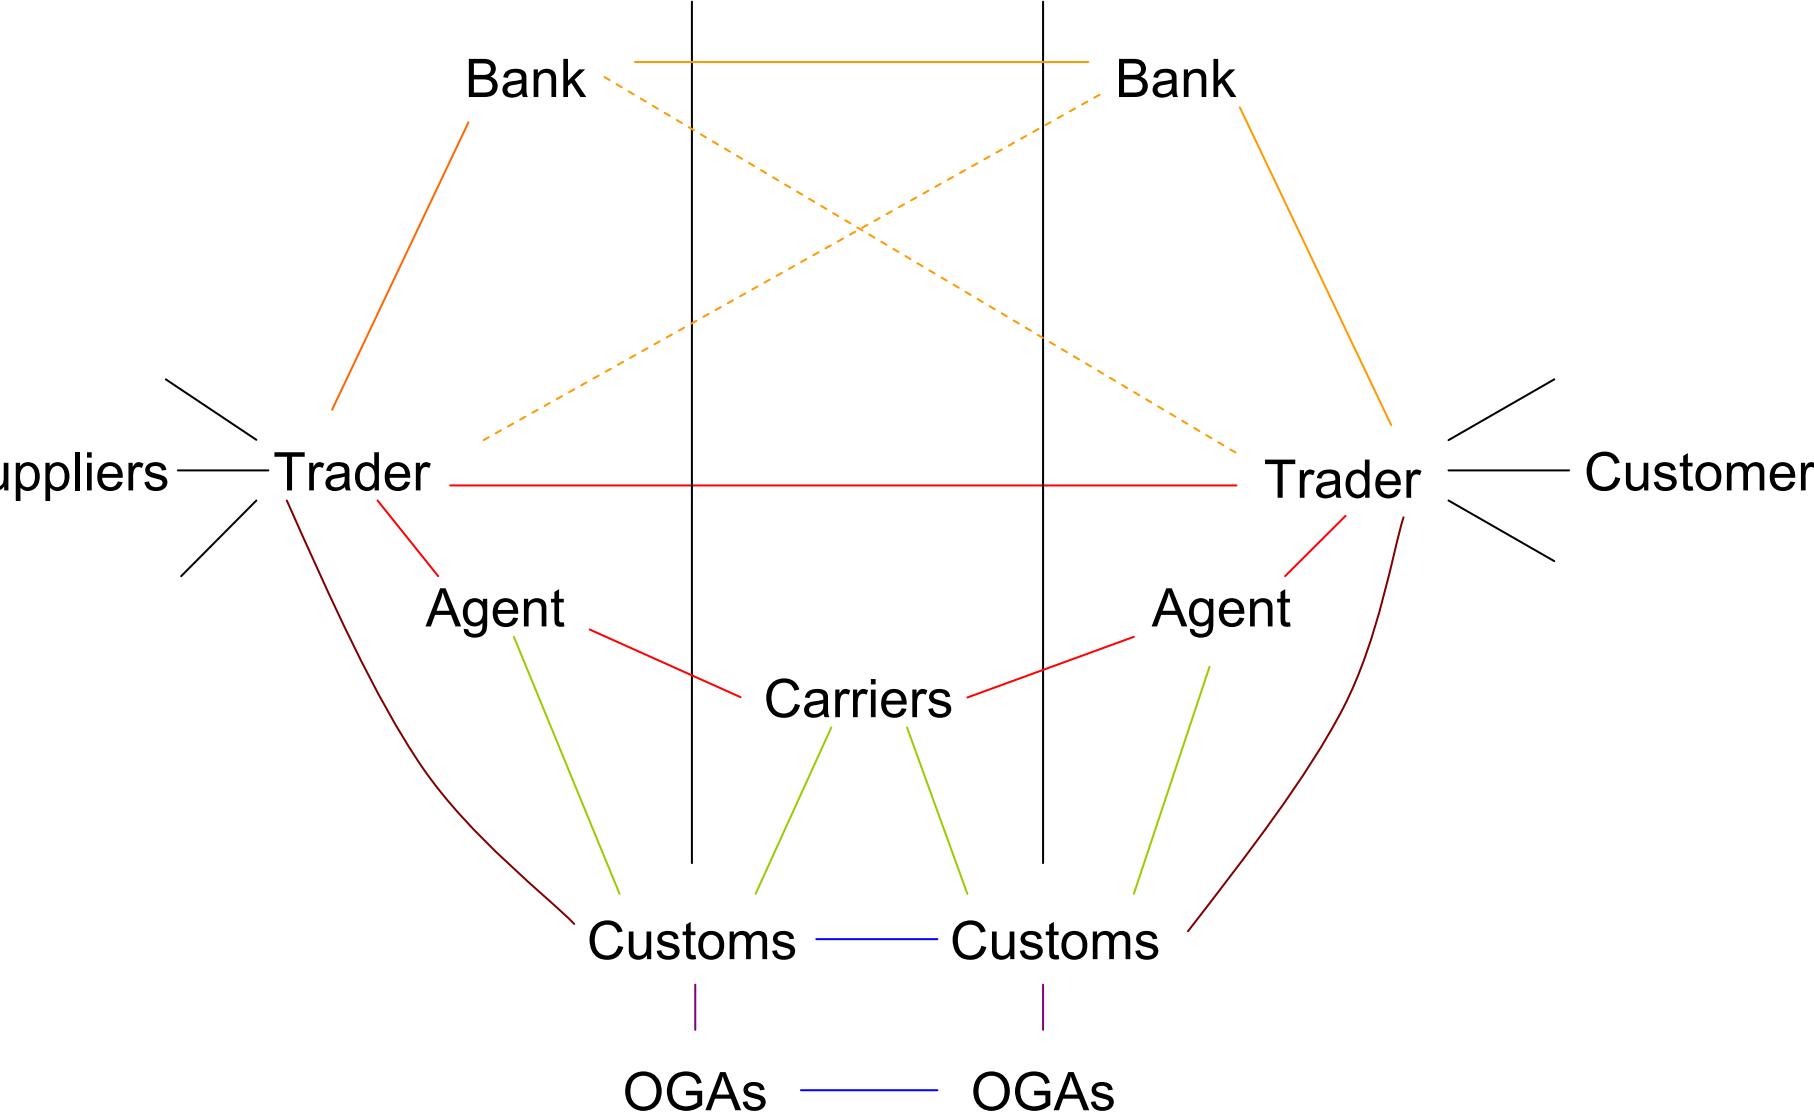 Bank
Bank
uppliers
Trader
Trader
Customer
Agent
Agent
Carriers
Customs
Customs
OGAs
OGAs